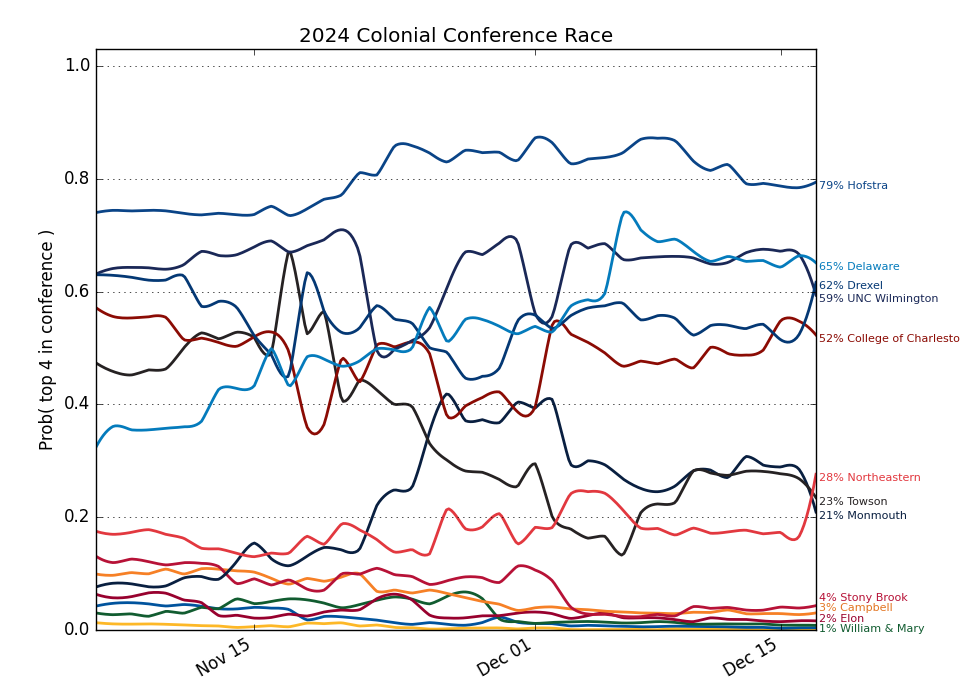 2024 Colonial Conference Race
Prob( top 4 in conference )
1.0
0.8
0.6
0.4
0.2
0.0
Nov 15
Dec 01
Dec 15
79% Hofstra
65% Delaware
62% Drexel
59% UNC Wilmington
52% College of Charlesto
28% Northeastern
23% Towson
21% Monmouth
4% Stony Brook
3% Campbell
2% Elon
1% William & Mary